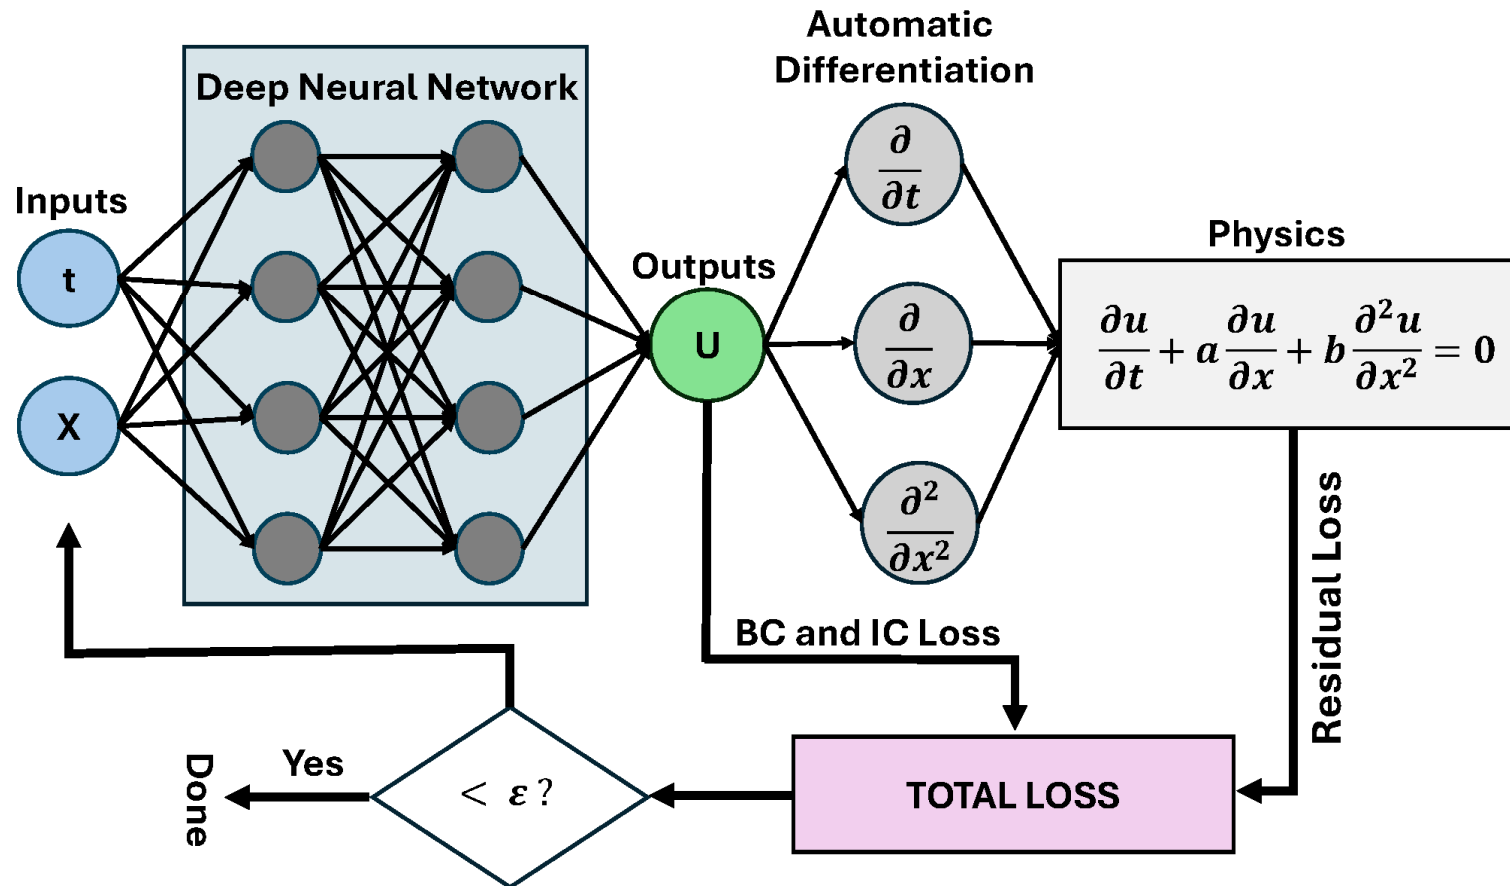 Automatic
Differentiation
Deep Neural Network
Inputs
t
X
Outputs
U
∂/∂t
∂/∂x
∂²/∂x²
Physics
∂u/∂t + a ∂u/∂x + b ∂²u/∂x² = 0
BC and IC Loss
Residual Loss
TOTAL LOSS
< ε ?
Yes
Done